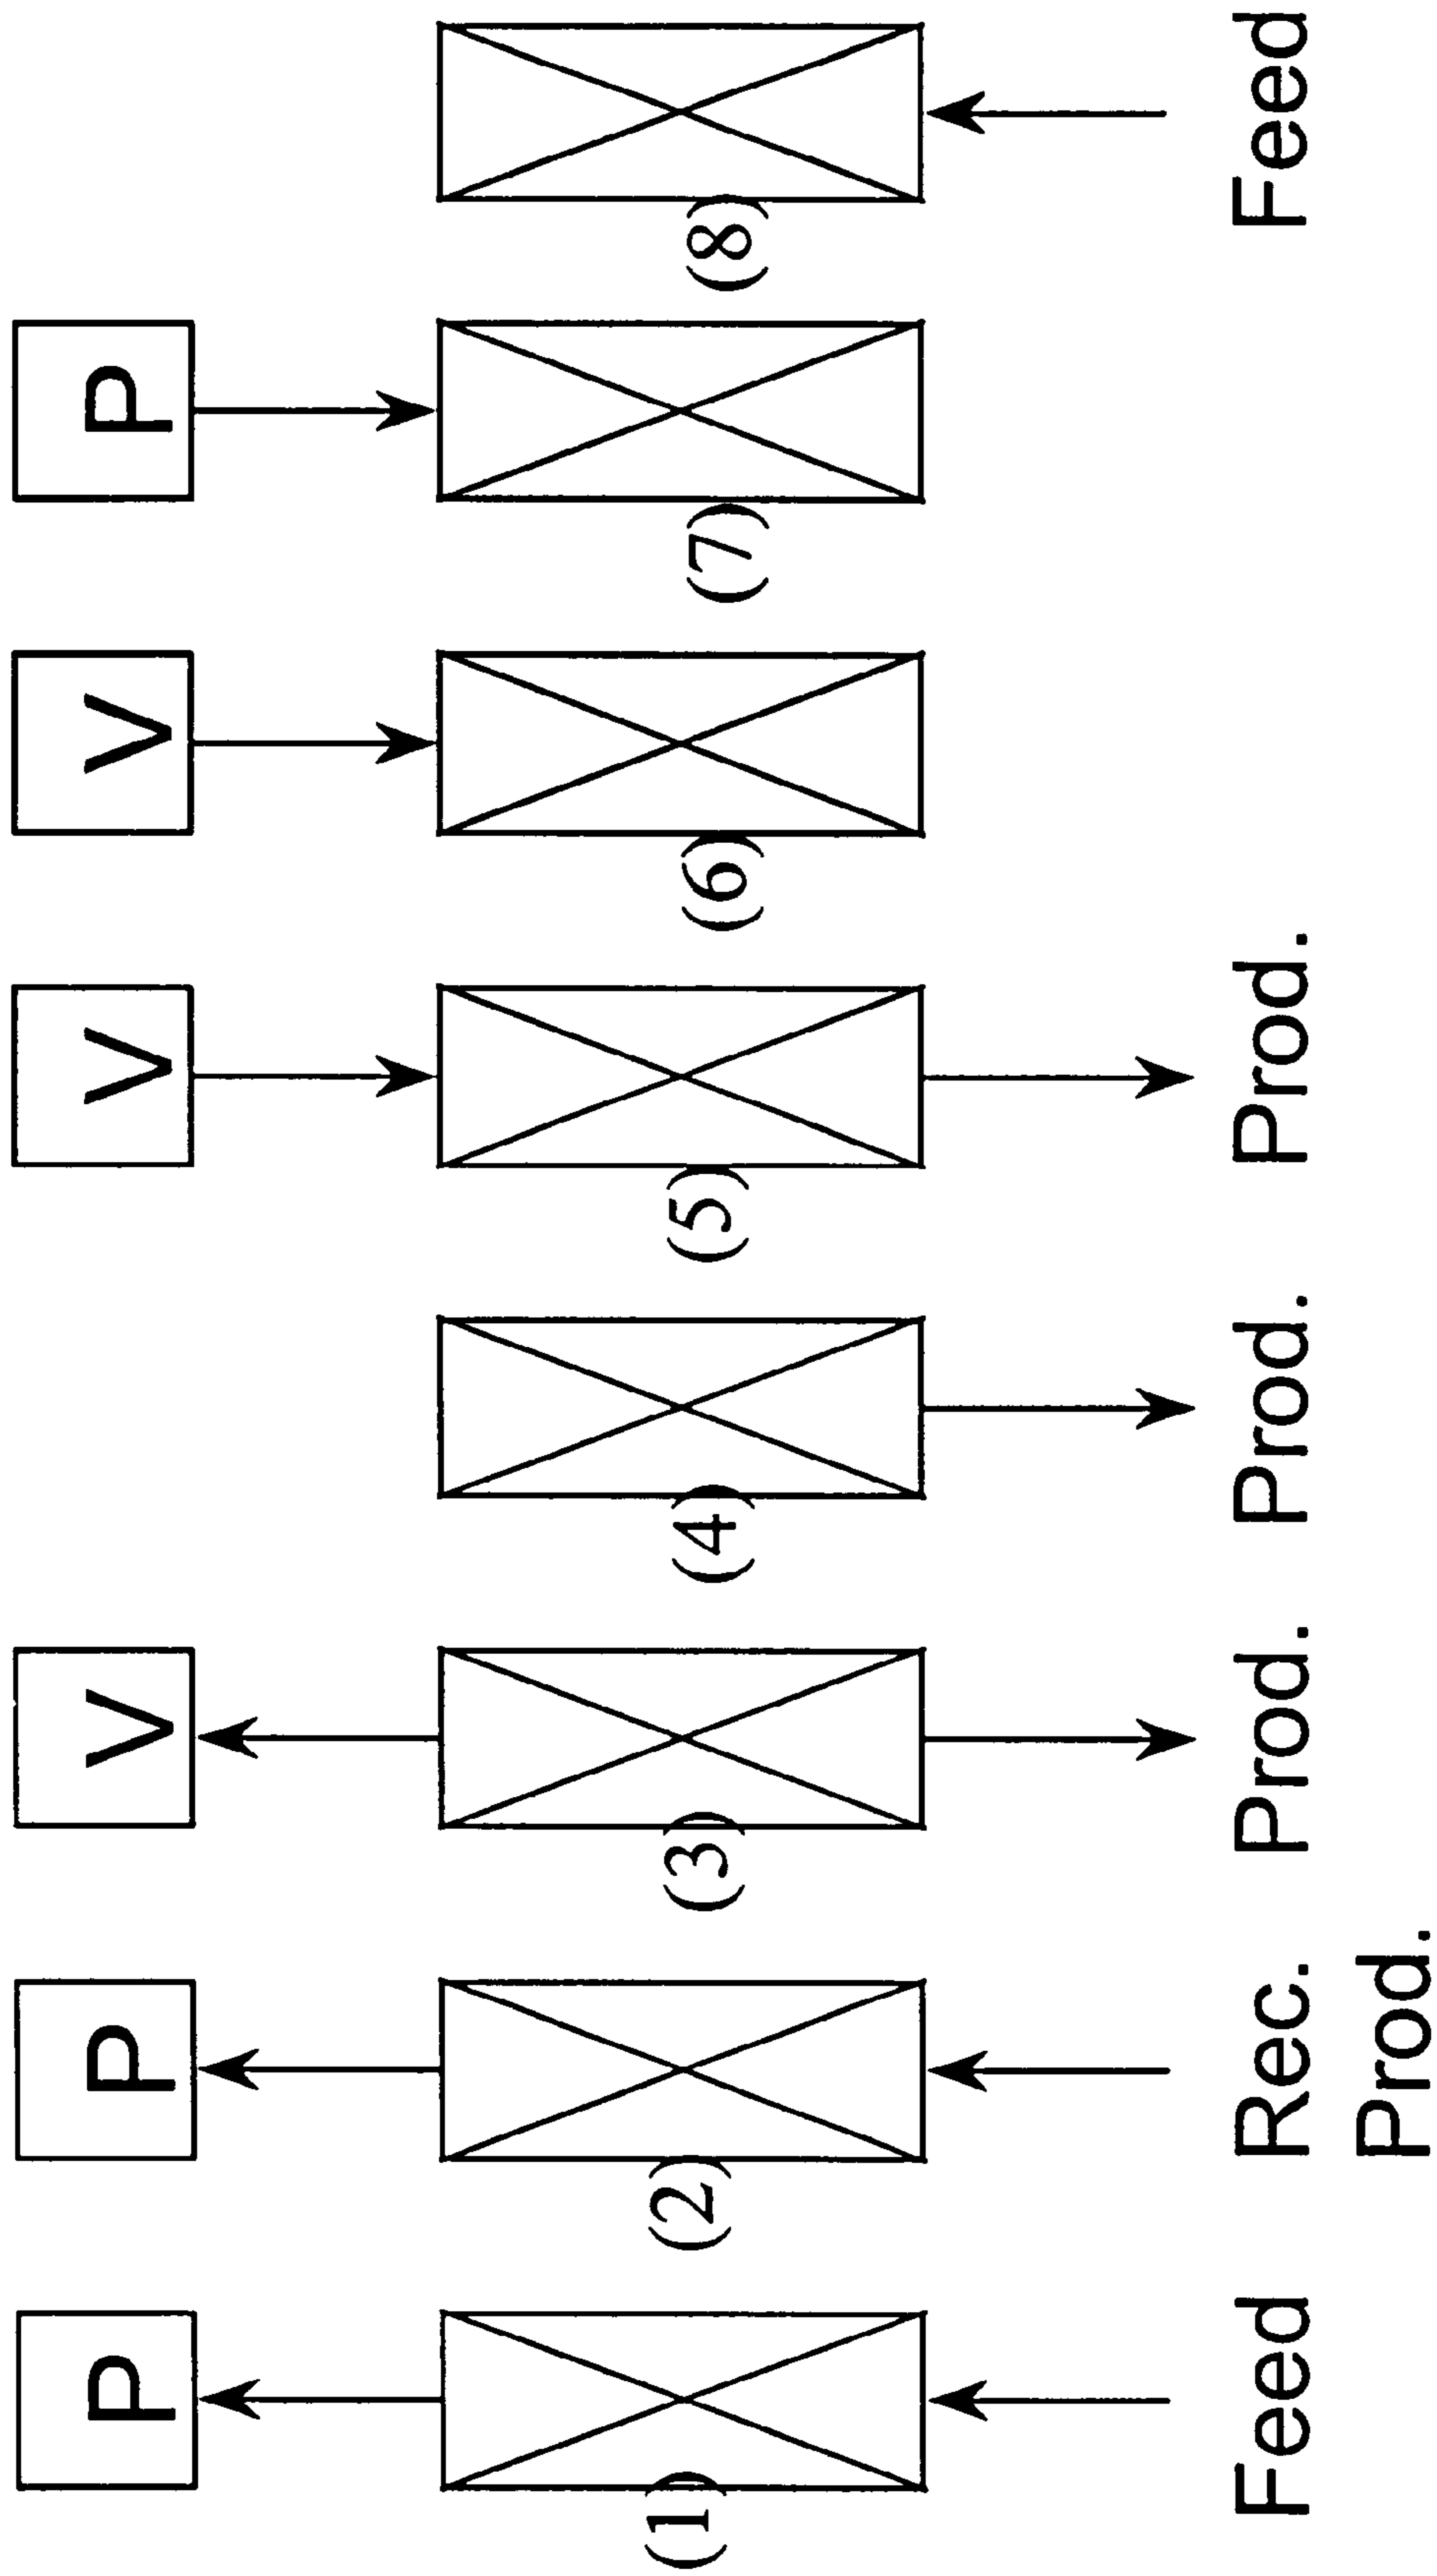 P P V V V P
(1) (2) (3) (4) (5) (6) (7) (8)
Feed Rec. Prod. Prod. Prod. Feed
Prod.